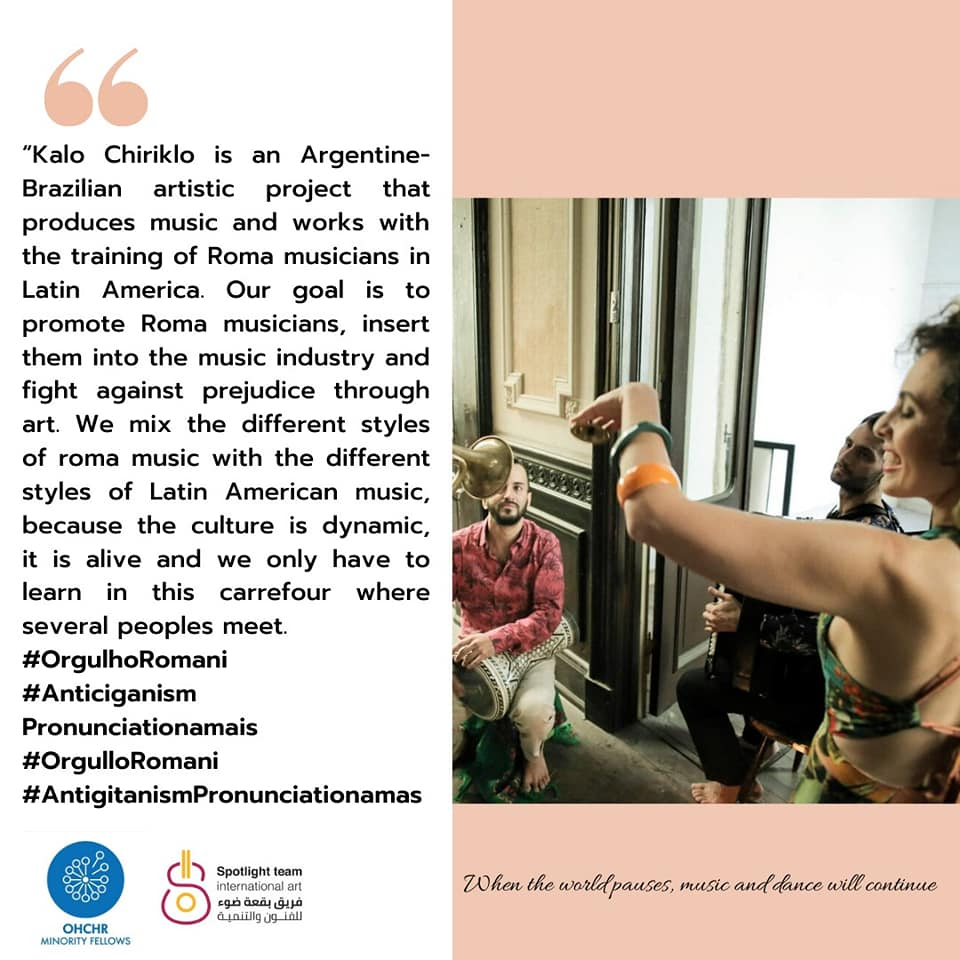 “Kalo Chiriklo is an Argentine-
Brazilian artistic project that
produces music and works with
the training of Roma musicians in
Latin America. Our goal is to
promote Roma musicians, insert
them into the music industry and
fight against prejudice through
art. We mix the different styles
of roma music with the different
styles of Latin American music,
because the culture is dynamic,
it is alive and we only have to
learn in this carrefour where
several peoples meet.
#OrgulhoRomani
#Anticiganism
Pronunciationamais
#OrgulloRomani
#AntigitanismPronunciationamas
OHCHR
MINORITY FELLOWS
Spotlight team
international art
فريق بقعة ضوء
للفنــون والتنميـة
When the world pauses, music and dance will continue